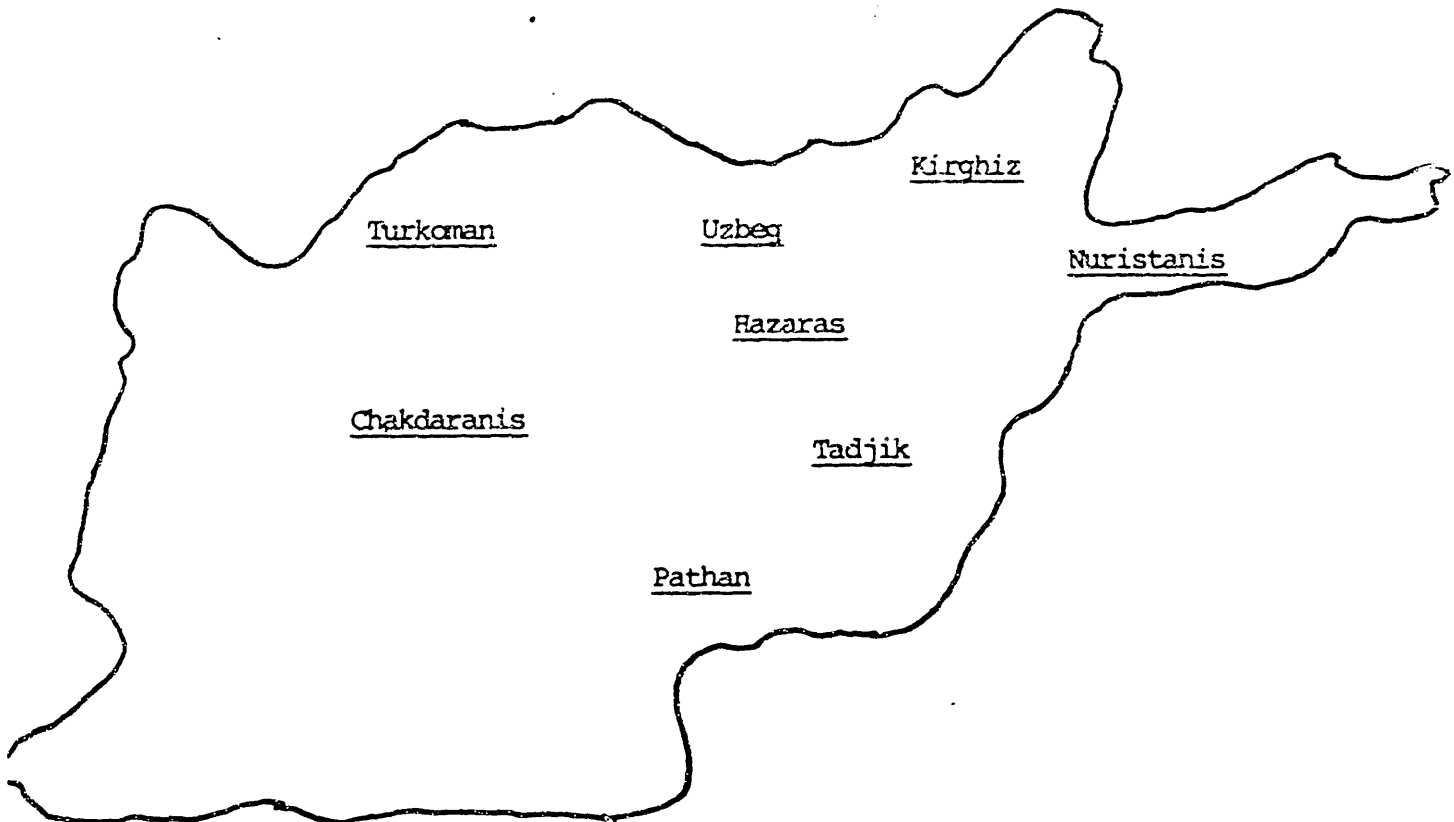 Kirghiz
Turkoman
Uzbeq
Nuristanis
Hazaras
Chakdaranis
Tadjik
Pathan